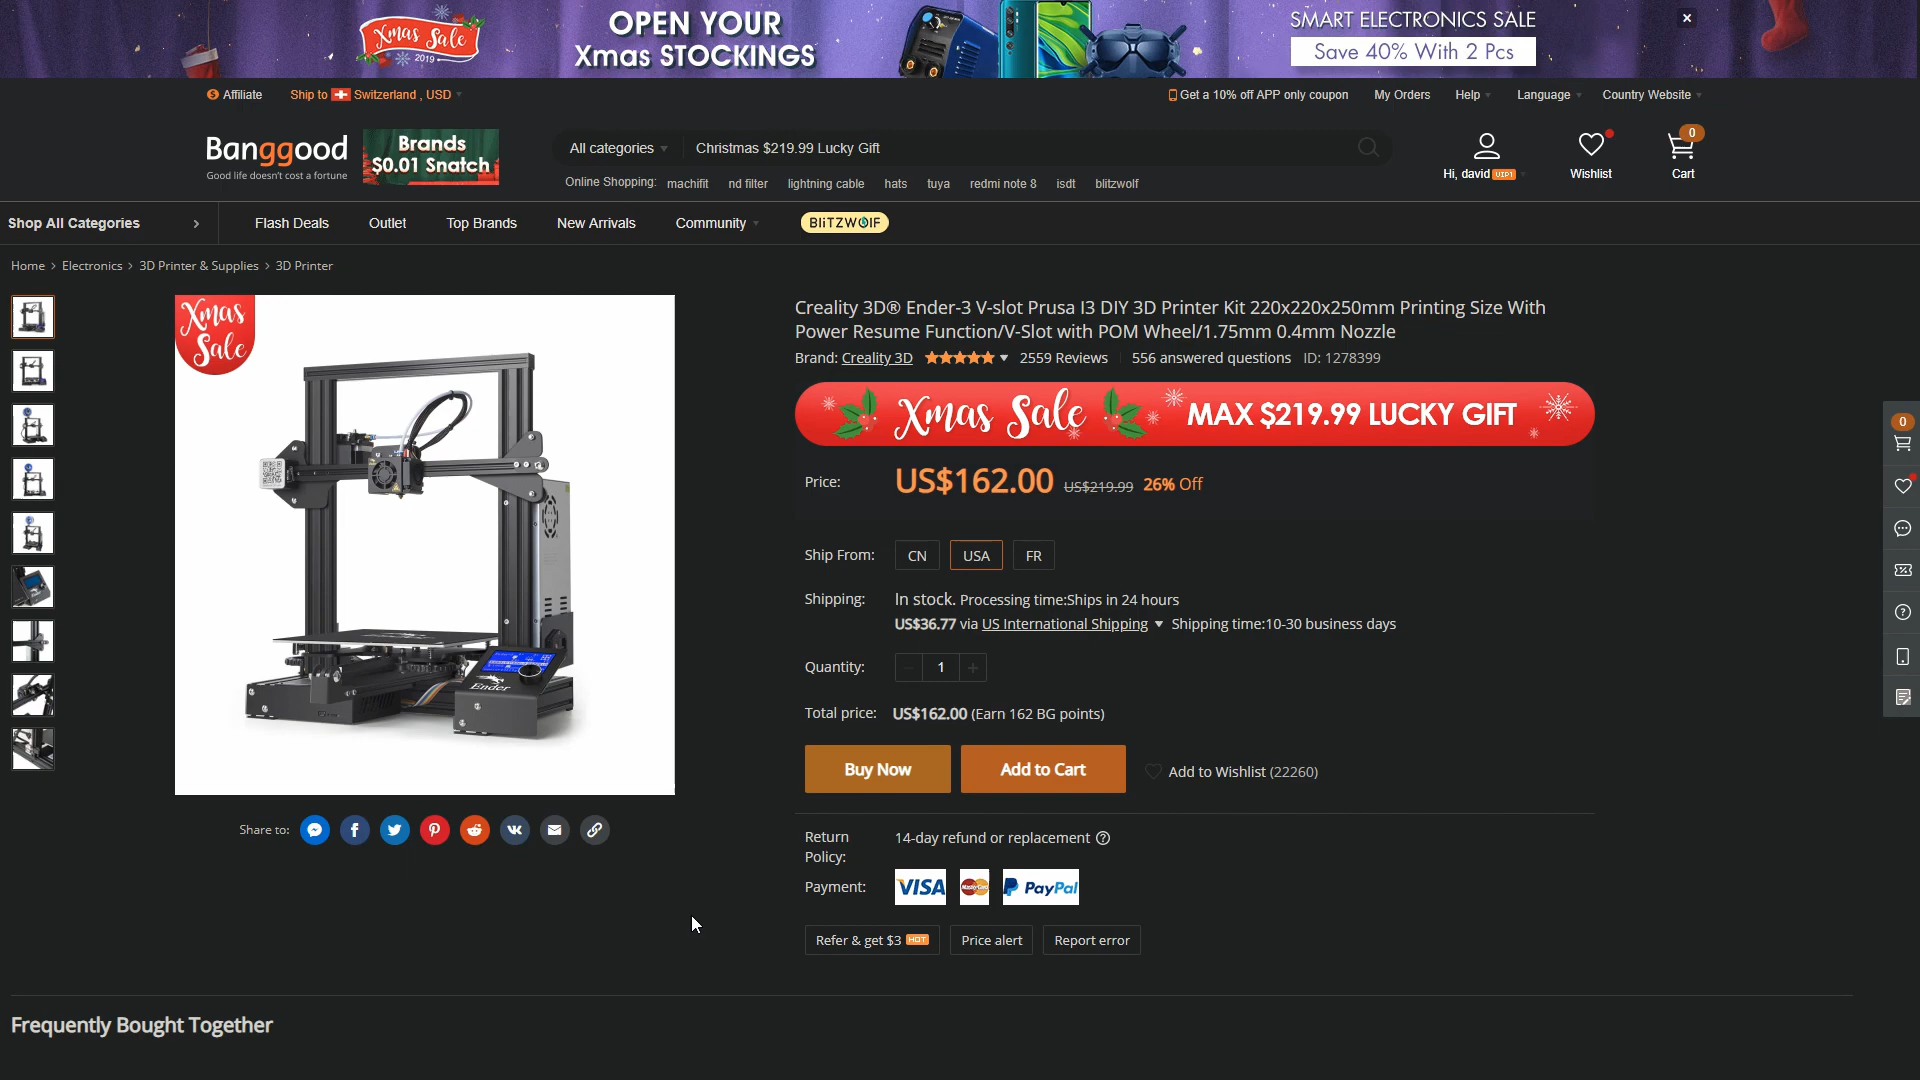 Xmas Sale
2019
OPEN YOUR
Xmas STOCKINGS
SMART ELECTRONICS SALE
Save 40% With 2 Pcs
Affiliate
Ship to Switzerland , USD
Get a 10% off APP only coupon
My Orders
Help
Language
Country Website
Banggood
Good life doesn't cost a fortune
Brands
$0.01 Snatch
All categories
Christmas $219.99 Lucky Gift
Online Shopping: machifit nd filter lightning cable hats tuya redmi note 8 isdt blitzwolf
Hi, david VIP1
Wishlist
0
Cart
Shop All Categories
Flash Deals
Outlet
Top Brands
New Arrivals
Community
BLiTZWOlF
Home > Electronics > 3D Printer & Supplies > 3D Printer
Xmas
Sale
Ender
Creality 3D® Ender-3 V-slot Prusa I3 DIY 3D Printer Kit 220x220x250mm Printing Size With
Power Resume Function/V-Slot with POM Wheel/1.75mm 0.4mm Nozzle
Brand: Creality 3D 2559 Reviews 556 answered questions ID: 1278399
Xmas Sale MAX $219.99 LUCKY GIFT
Price: US$162.00 US$219.99 26% Off
Ship From: CN USA FR
Shipping: In stock. Processing time:Ships in 24 hours
US$36.77 via US International Shipping Shipping time:10-30 business days
Quantity: - 1 +
Total price: US$162.00 (Earn 162 BG points)
Buy Now
Add to Cart
Add to Wishlist (22260)
Share to:
Return
Policy:
14-day refund or replacement
Payment: VISA MasterCard PayPal
Refer & get $3 HOT
Price alert
Report error
0
Frequently Bought Together